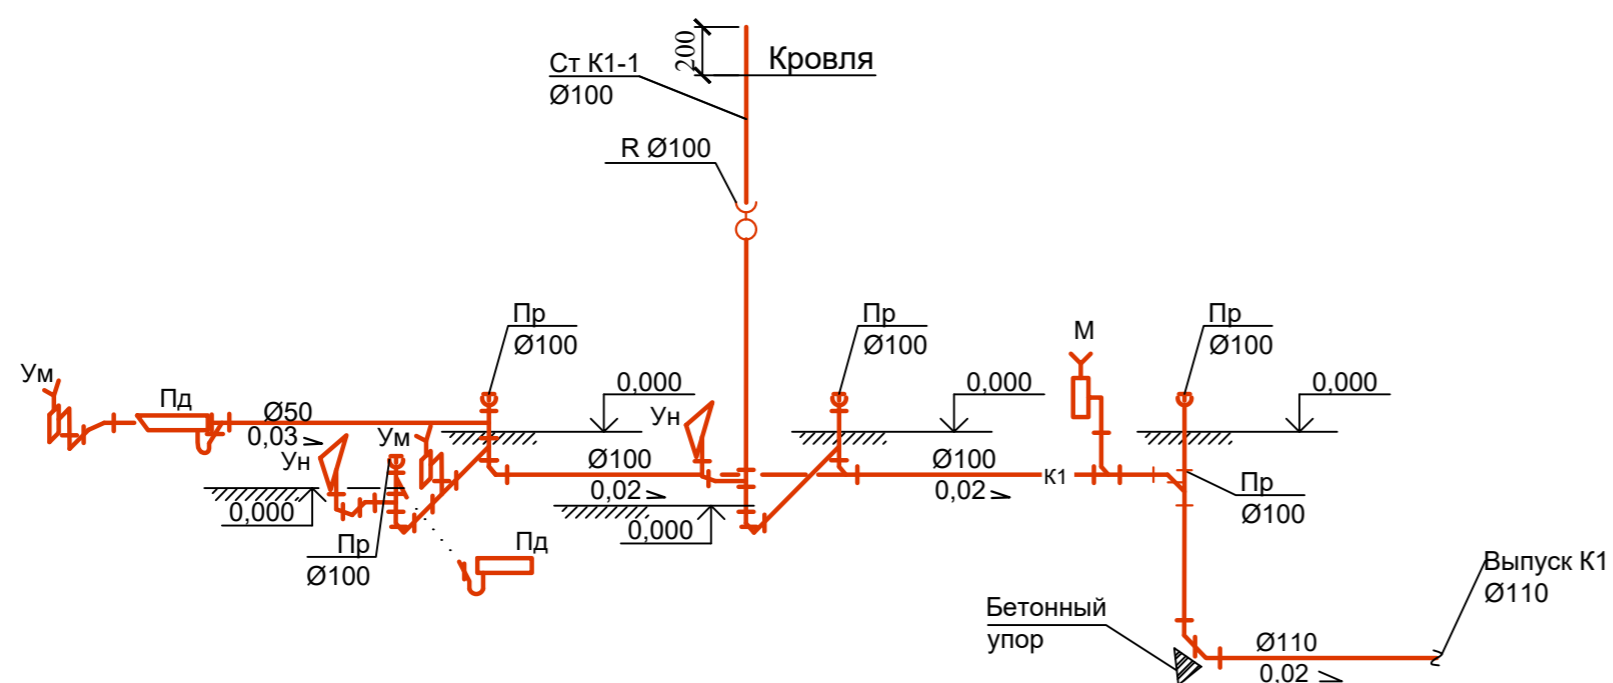 200
Кровля
Ст К1-1
Ø100
R Ø100
Пр
Ø100
Пр
Ø100
М
Пр
Ø100
Ум
Пд
Ø50
0,03
0,000
Ун
0,000
0,000
Ум
Ун
Ø100
0,02
Ø100
0,02
К1
Пр
Ø100
0,000
0,000
Пр
Ø100
Пд
Выпуск К1
Ø110
Бетонный
упор
Ø110
0,02